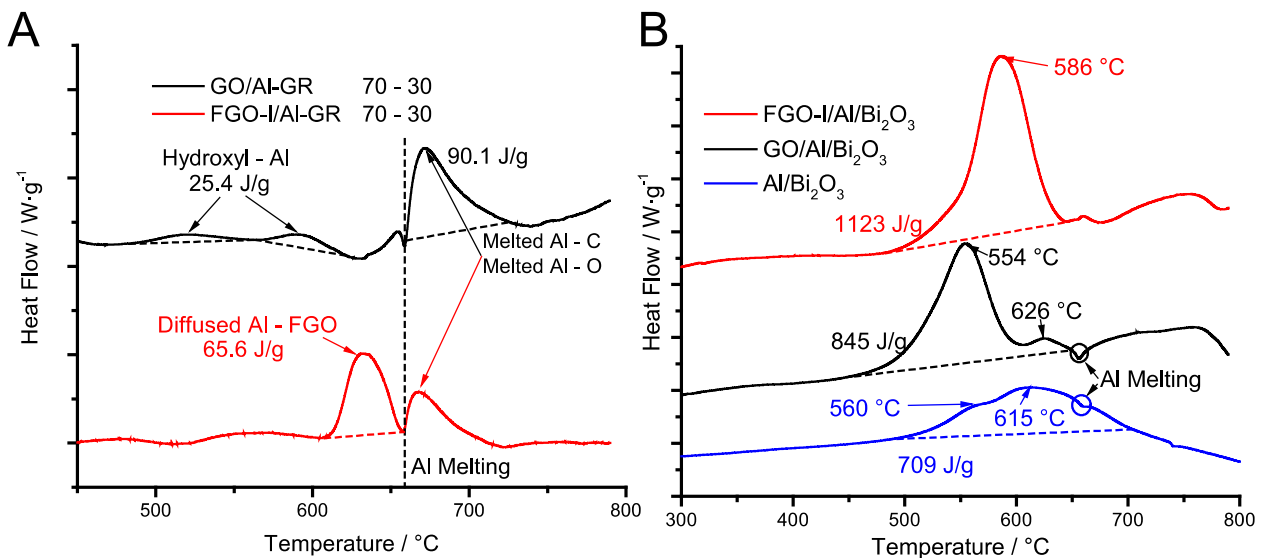 A
GO/Al-GR 70 - 30
FGO-I/Al-GR 70 - 30
Hydroxyl - Al
25.4 J/g
90.1 J/g
Melted Al - C
Melted Al - O
Diffused Al - FGO
65.6 J/g
Al Melting
Heat Flow / W·g⁻¹
500
600
700
800
Temperature / °C
B
586 °C
FGO-I/Al/Bi₂O₃
GO/Al/Bi₂O₃
Al/Bi₂O₃
1123 J/g
554 °C
626 °C
845 J/g
Al Melting
560 °C
615 °C
709 J/g
Heat Flow / W·g⁻¹
300
400
500
600
700
800
Temperature / °C